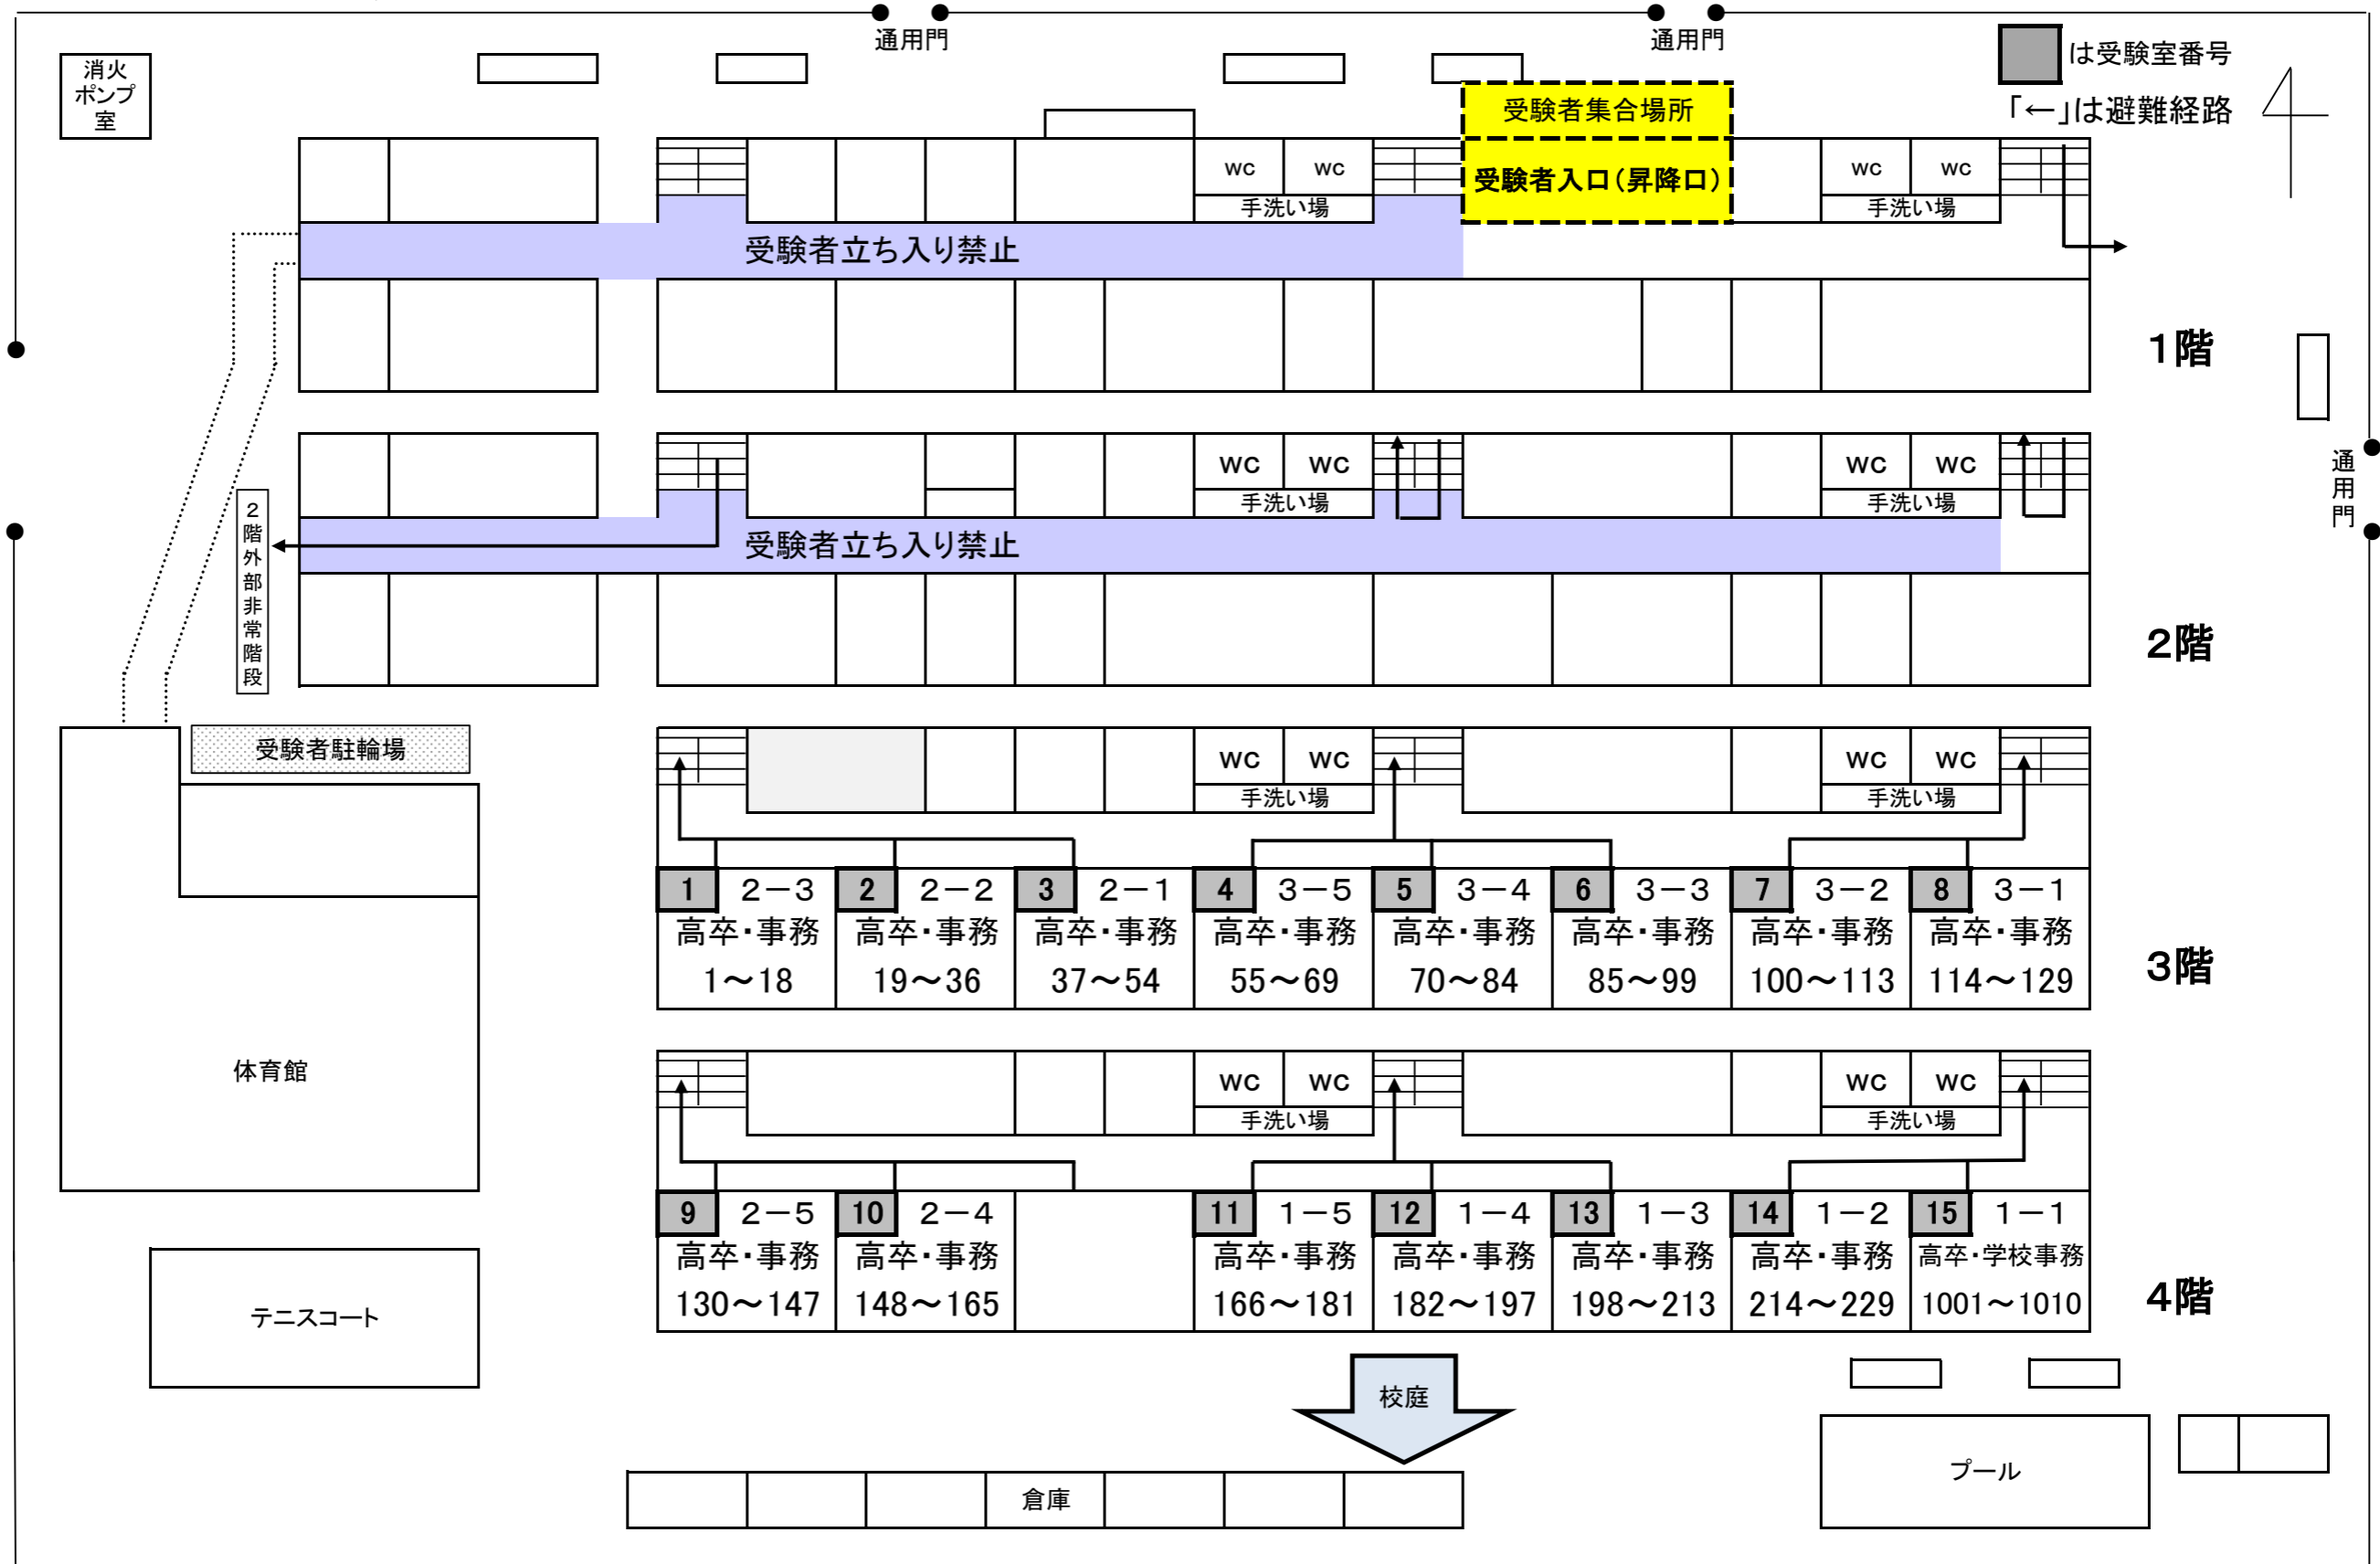 通用門
通用門
は受験室番号
「←」は避難経路
消火
ポンプ
室
受験者集合場所
受験者入口（昇降口）
WC
WC
手洗い場
WC
WC
手洗い場
受験者立ち入り禁止
1階
WC
WC
手洗い場
WC
WC
手洗い場
通用門
2階外部非常階段
受験者立ち入り禁止
2階
受験者駐輪場
WC
WC
手洗い場
WC
WC
手洗い場
1 2－3
高卒・事務
1～18
2 2－2
高卒・事務
19～36
3 2－1
高卒・事務
37～54
4 3－5
高卒・事務
55～69
5 3－4
高卒・事務
70～84
6 3－3
高卒・事務
85～99
7 3－2
高卒・事務
100～113
8 3－1
高卒・事務
114～129
3階
体育館
WC
WC
手洗い場
WC
WC
手洗い場
9 2－5
高卒・事務
130～147
10 2－4
高卒・事務
148～165
11 1－5
高卒・事務
166～181
12 1－4
高卒・事務
182～197
13 1－3
高卒・事務
198～213
14 1－2
高卒・事務
214～229
15 1－1
高卒・学校事務
1001～1010
4階
テニスコート
校庭
倉庫
プール